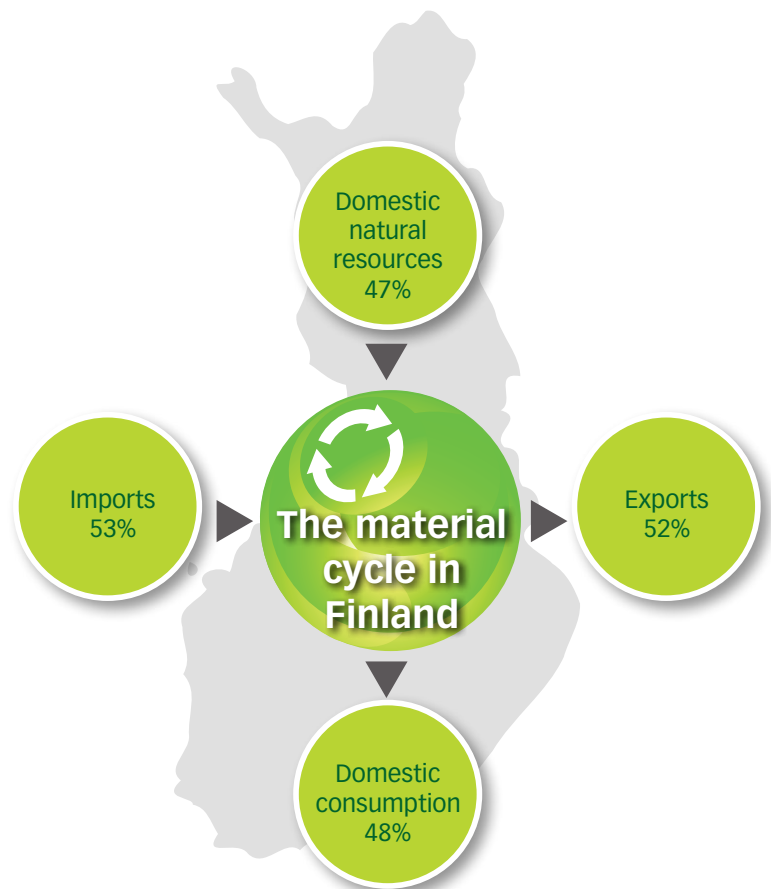 Domestic
natural
resources
47%
Imports
53%
The material
cycle in
Finland
Exports
52%
Domestic
consumption
48%